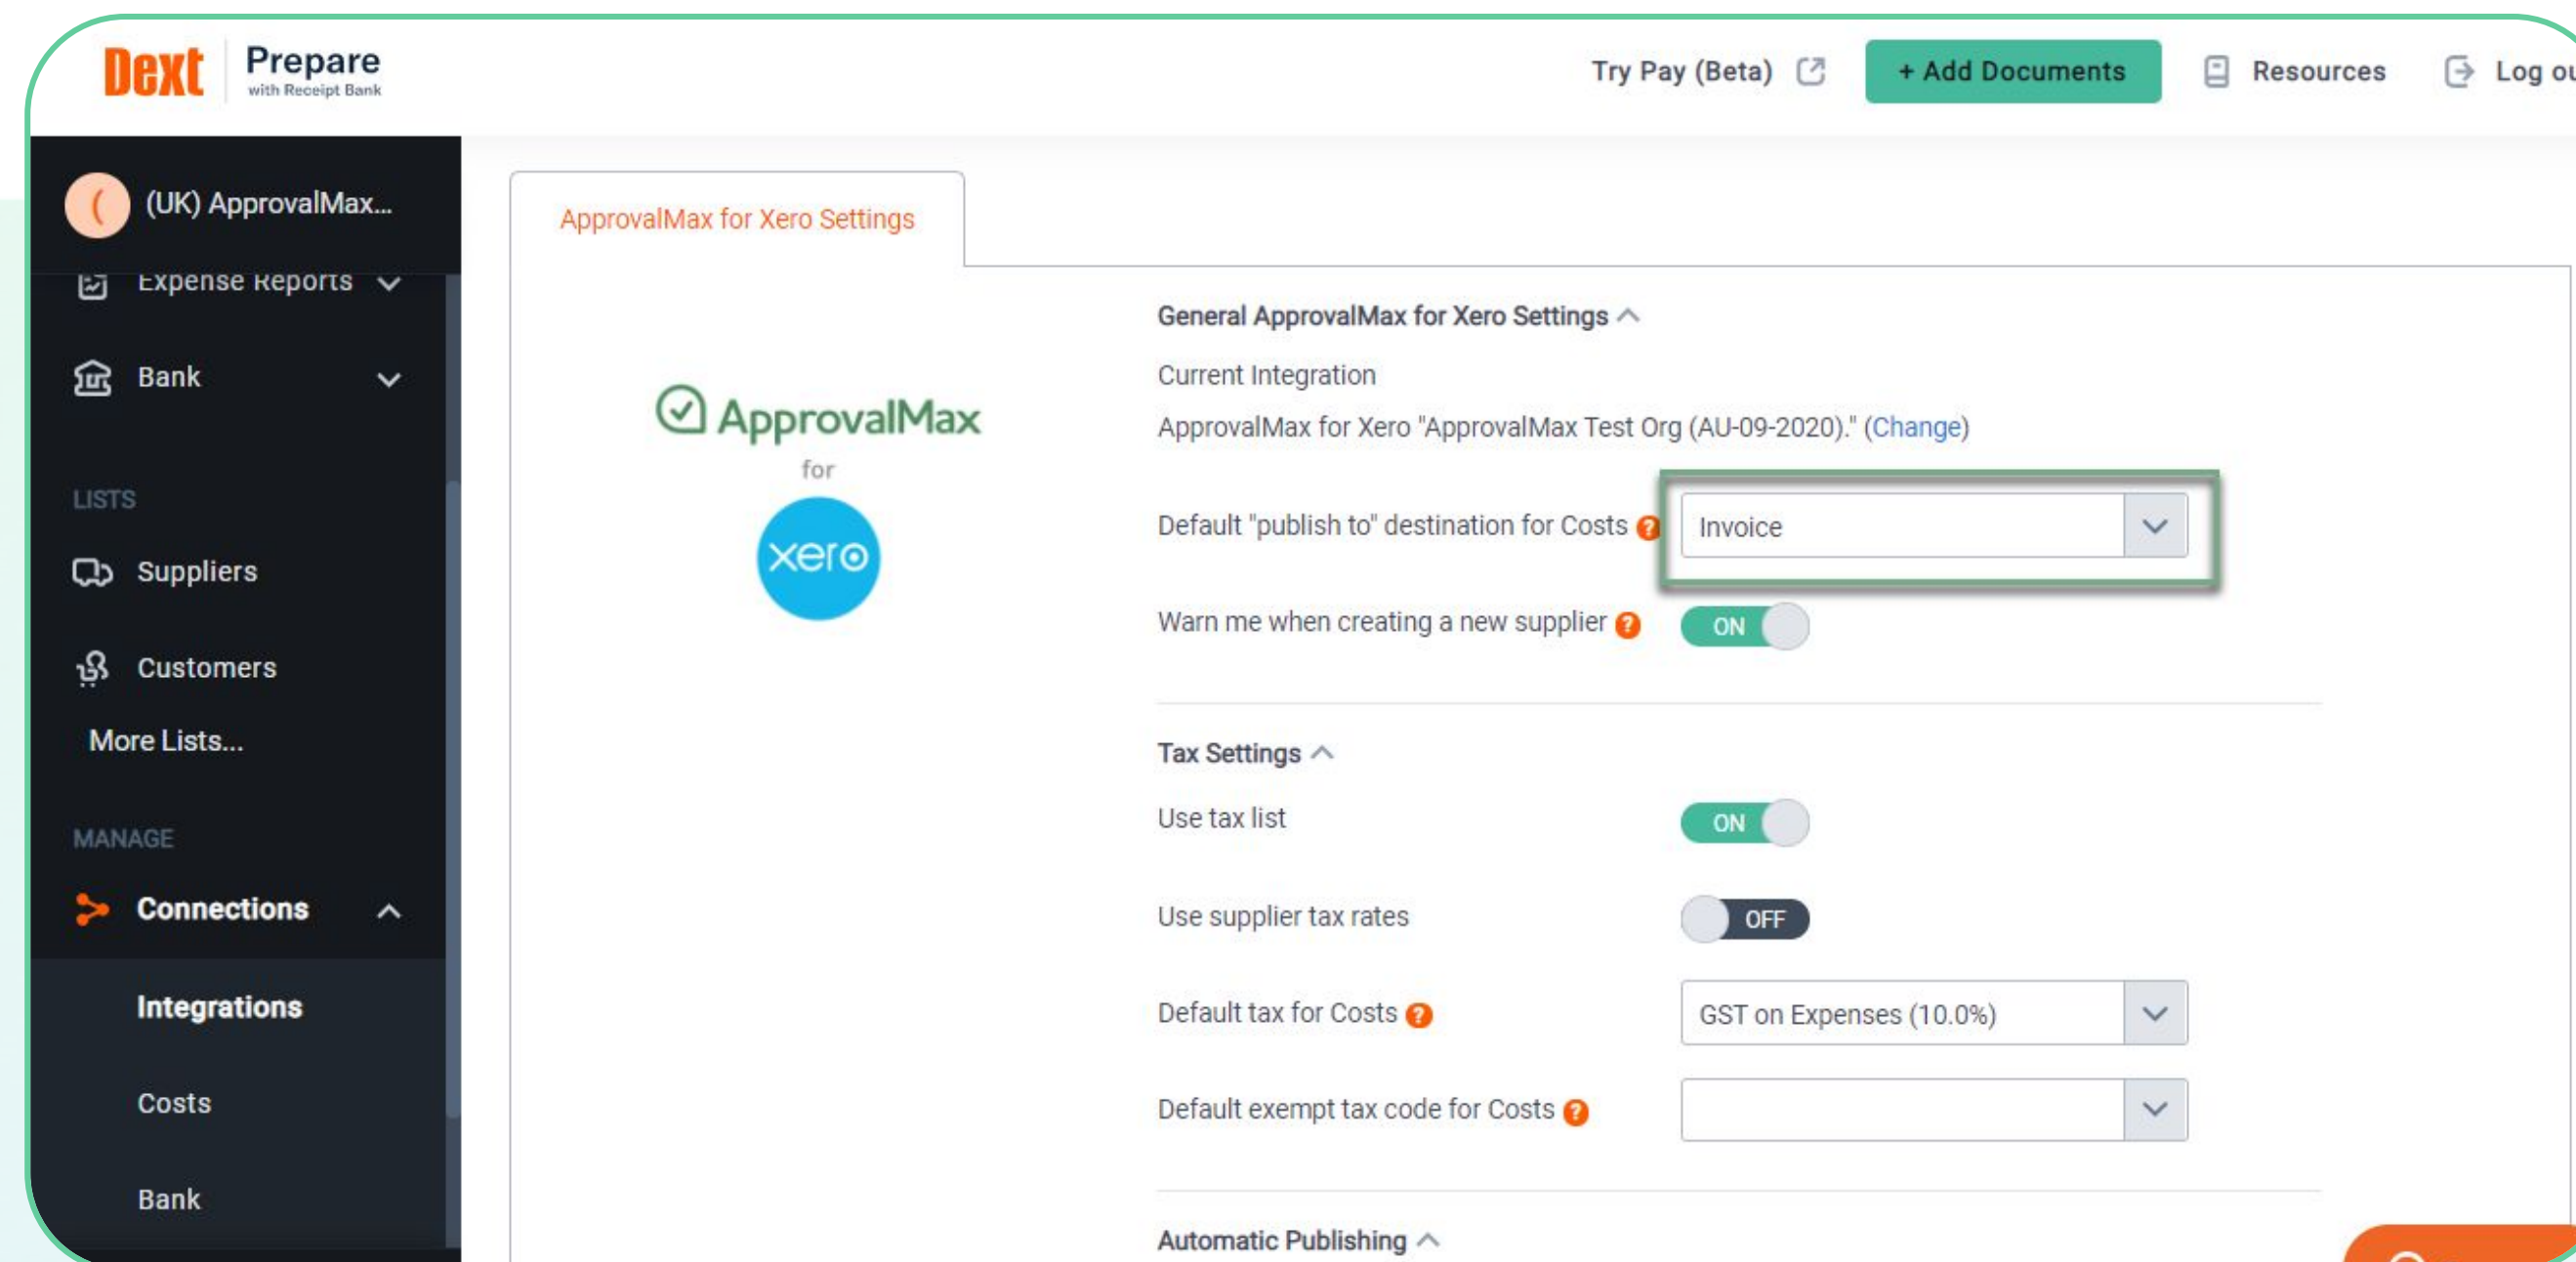 Dext Prepare
with Receipt Bank
Try Pay (Beta)
+ Add Documents
Resources
Log
( (UK) ApprovalMax...
Expense Reports
Bank
LISTS
Suppliers
Customers
More Lists...
MANAGE
Connections
Integrations
Costs
Bank
ApprovalMax for Xero Settings
ApprovalMax
for
xero
General ApprovalMax for Xero Settings
Current Integration
ApprovalMax for Xero "ApprovalMax Test Org (AU-09-2020)." (Change)
Default "publish to" destination for Costs ? Invoice
Warn me when creating a new supplier ? ON
Tax Settings
Use tax list ON
Use supplier tax rates OFF
Default tax for Costs ? GST on Expenses (10.0%)
Default exempt tax code for Costs ?
Automatic Publishing